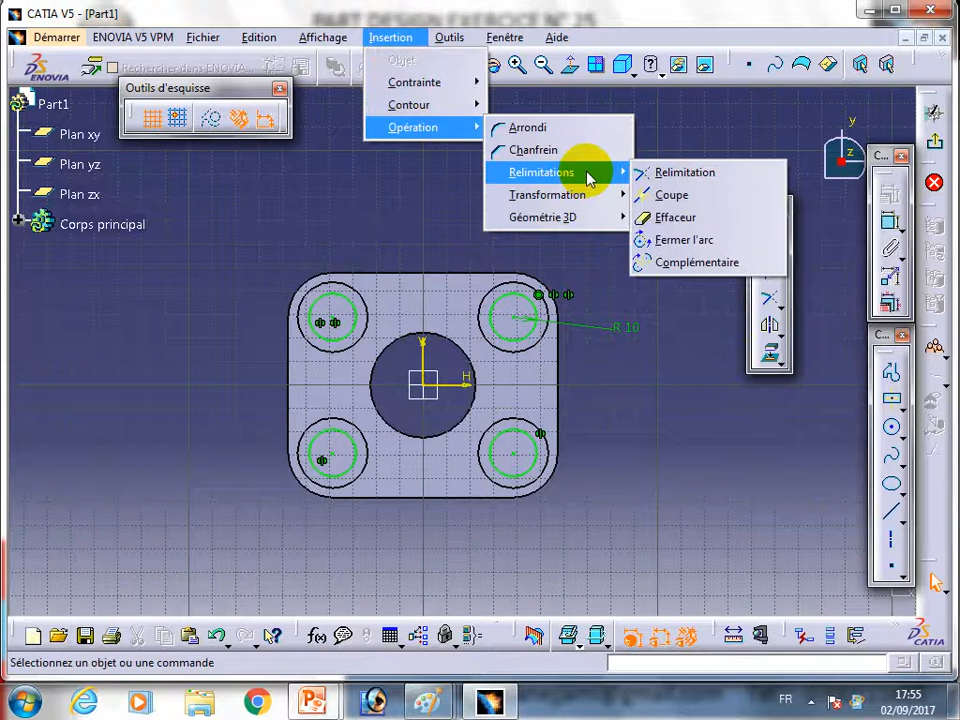 PART DESIGN EXERCICE N° 25
CATIA V5 - [Part1]
Démarrer ENOVIA V5 VPM Fichier Edition Affichage Insertion Outils Fenêtre Aide
ENOVIA
Rechercher dans ENOVIA
Objet
Contrainte
Contour
Opération
Arrondi
Chanfrein
Relimitations
Transformation
Géométrie 3D
Relimitation
Coupe
Effaceur
Fermer l'arc
Complémentaire
Outils d'esquisse
Part1
Plan xy
Plan yz
Plan zx
Corps principal
y
z
C...
C...
R 10
V
H
CATIA
Sélectionnez un objet ou une commande
FR
17:55
02/09/2017